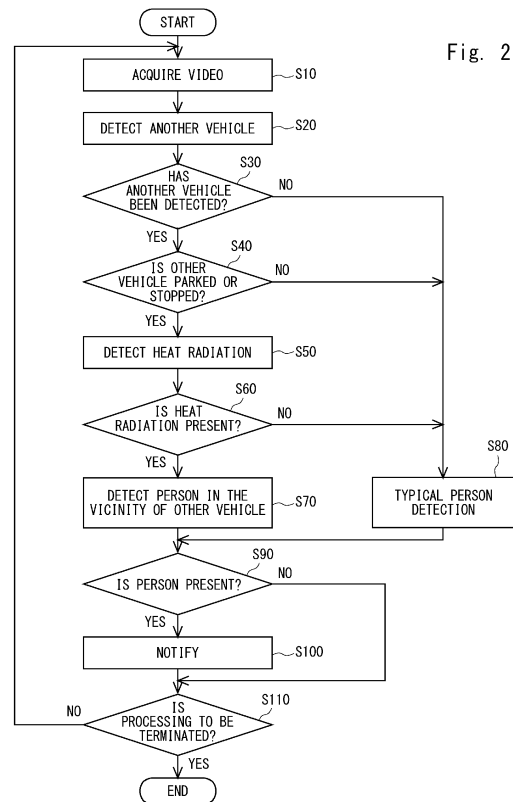 START
Fig. 2
ACQUIRE VIDEO
S10
DETECT ANOTHER VEHICLE
S20
S30
HAS
ANOTHER VEHICLE
BEEN DETECTED?
NO
YES
S40
IS OTHER
VEHICLE PARKED OR
STOPPED?
NO
YES
DETECT HEAT RADIATION
S50
S60
IS HEAT
RADIATION PRESENT?
NO
YES
S80
DETECT PERSON IN THE
VICINITY OF OTHER VEHICLE
S70
TYPICAL PERSON
DETECTION
S90
IS PERSON PRESENT?
NO
YES
NOTIFY
S100
S110
IS
PROCESSING TO BE
TERMINATED?
NO
YES
END